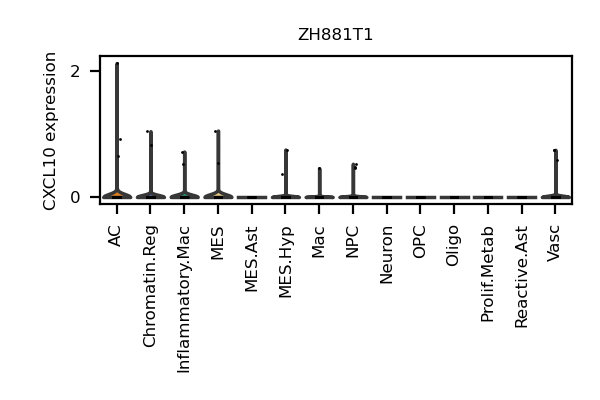 ZH881T1
CXCL10 expression
2
0
AC
Chromatin.Reg
Inflammatory.Mac
MES
MES.Ast
MES.Hyp
Mac
NPC
Neuron
OPC
Oligo
Prolif.Metab
Reactive.Ast
Vasc